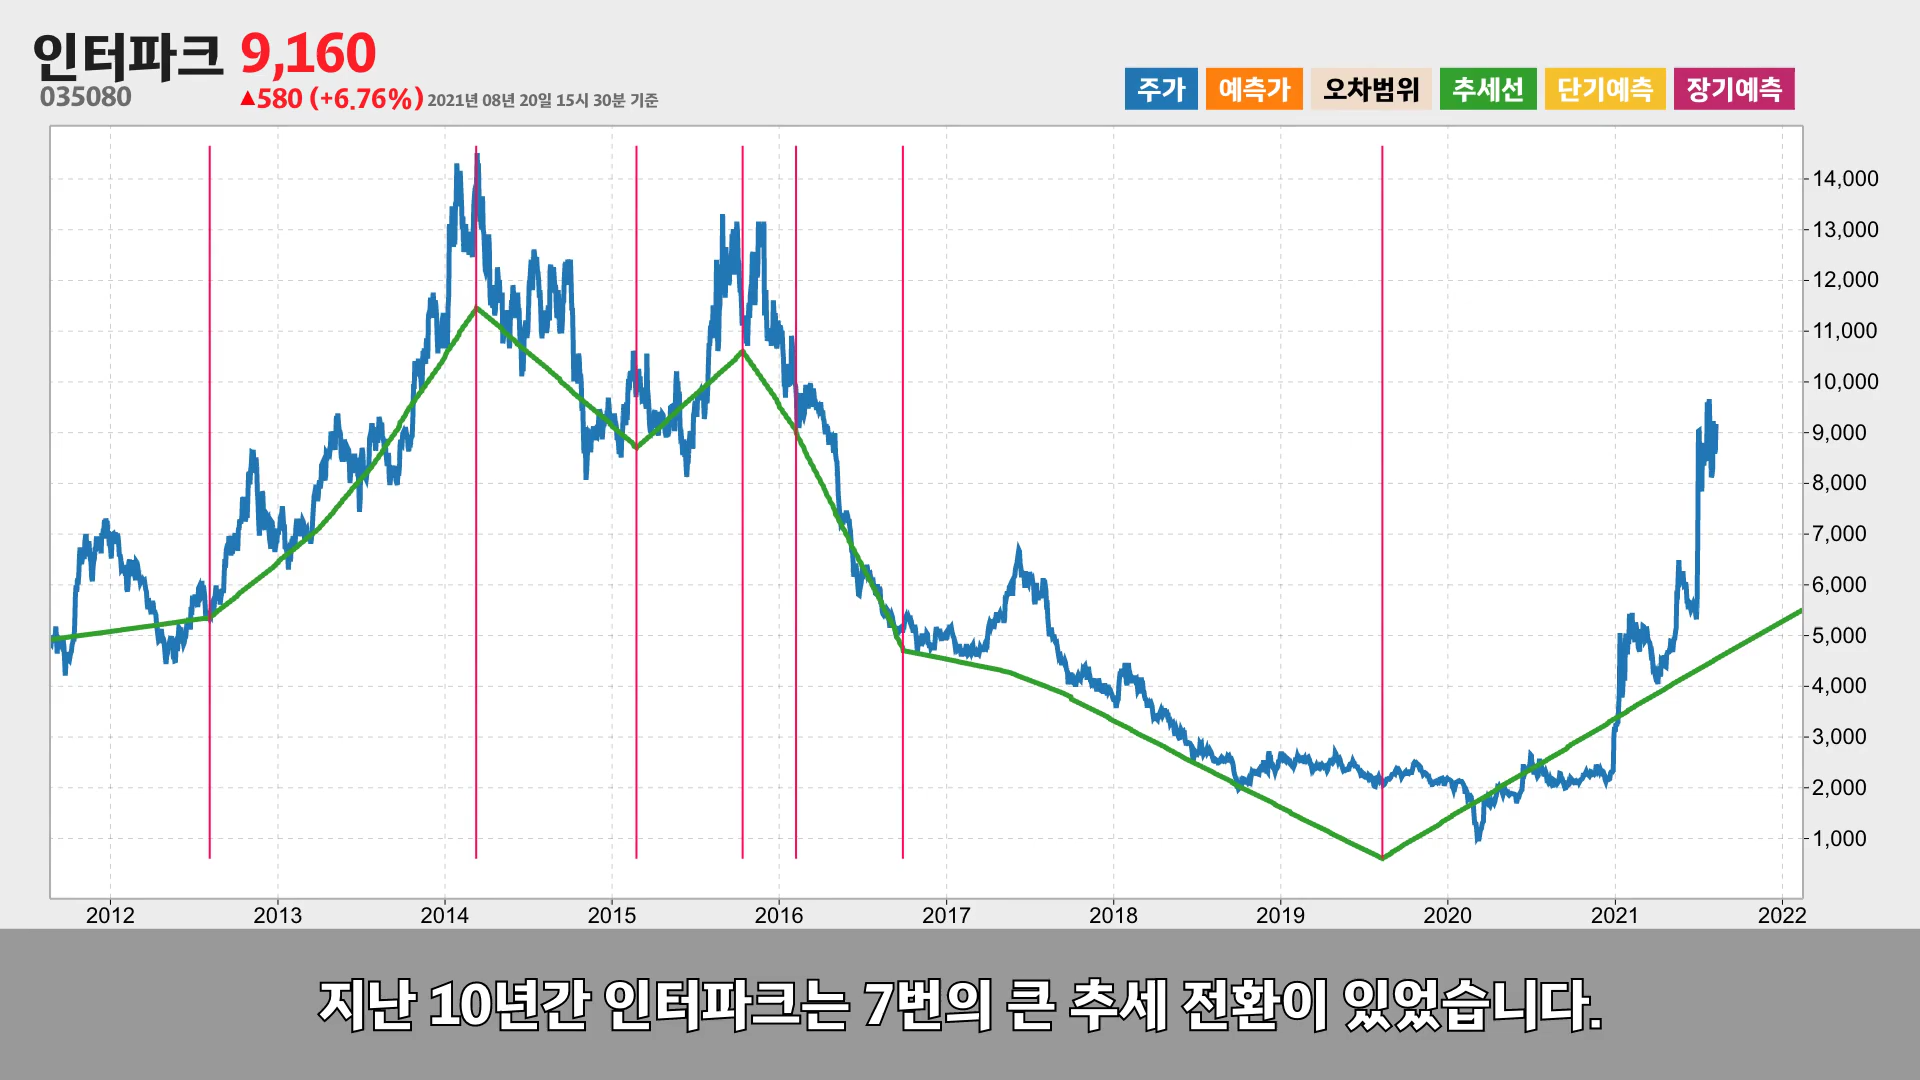 인터파크 9,160
035080 ▲580 (+6.76%) 2021년 08년 20일 15시 30분 기준
주가 예측가 오차범위 추세선 단기예측 장기예측
14,000
13,000
12,000
11,000
10,000
9,000
8,000
7,000
6,000
5,000
4,000
3,000
2,000
1,000
2012 2013 2014 2015 2016 2017 2018 2019 2020 2021 2022
지난 10년간 인터파크는 7번의 큰 추세 전환이 있었습니다.